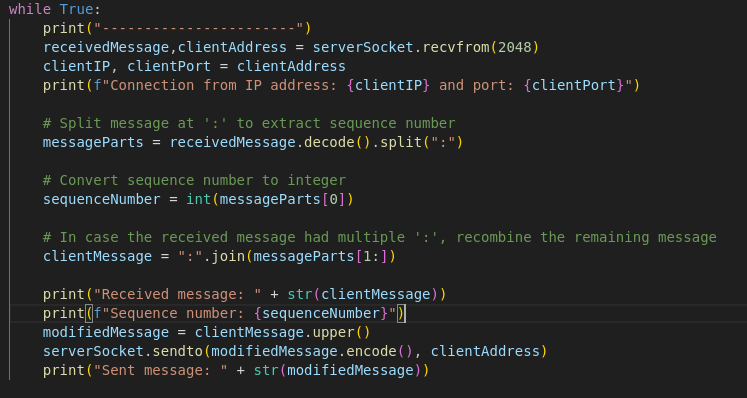 while True:
    print("-----------------------")
    receivedMessage,clientAddress = serverSocket.recvfrom(2048)
    clientIP, clientPort = clientAddress
    print(f"Connection from IP address: {clientIP} and port: {clientPort}")

    # Split message at ':' to extract sequence number
    messageParts = receivedMessage.decode().split(":")

    # Convert sequence number to integer
    sequenceNumber = int(messageParts[0])

    # In case the received message had multiple ':', recombine the remaining message
    clientMessage = ":".join(messageParts[1:])

    print("Received message: " + str(clientMessage))
    print(f"Sequence number: {sequenceNumber}")
    modifiedMessage = clientMessage.upper()
    serverSocket.sendto(modifiedMessage.encode(), clientAddress)
    print("Sent message: " + str(modifiedMessage))